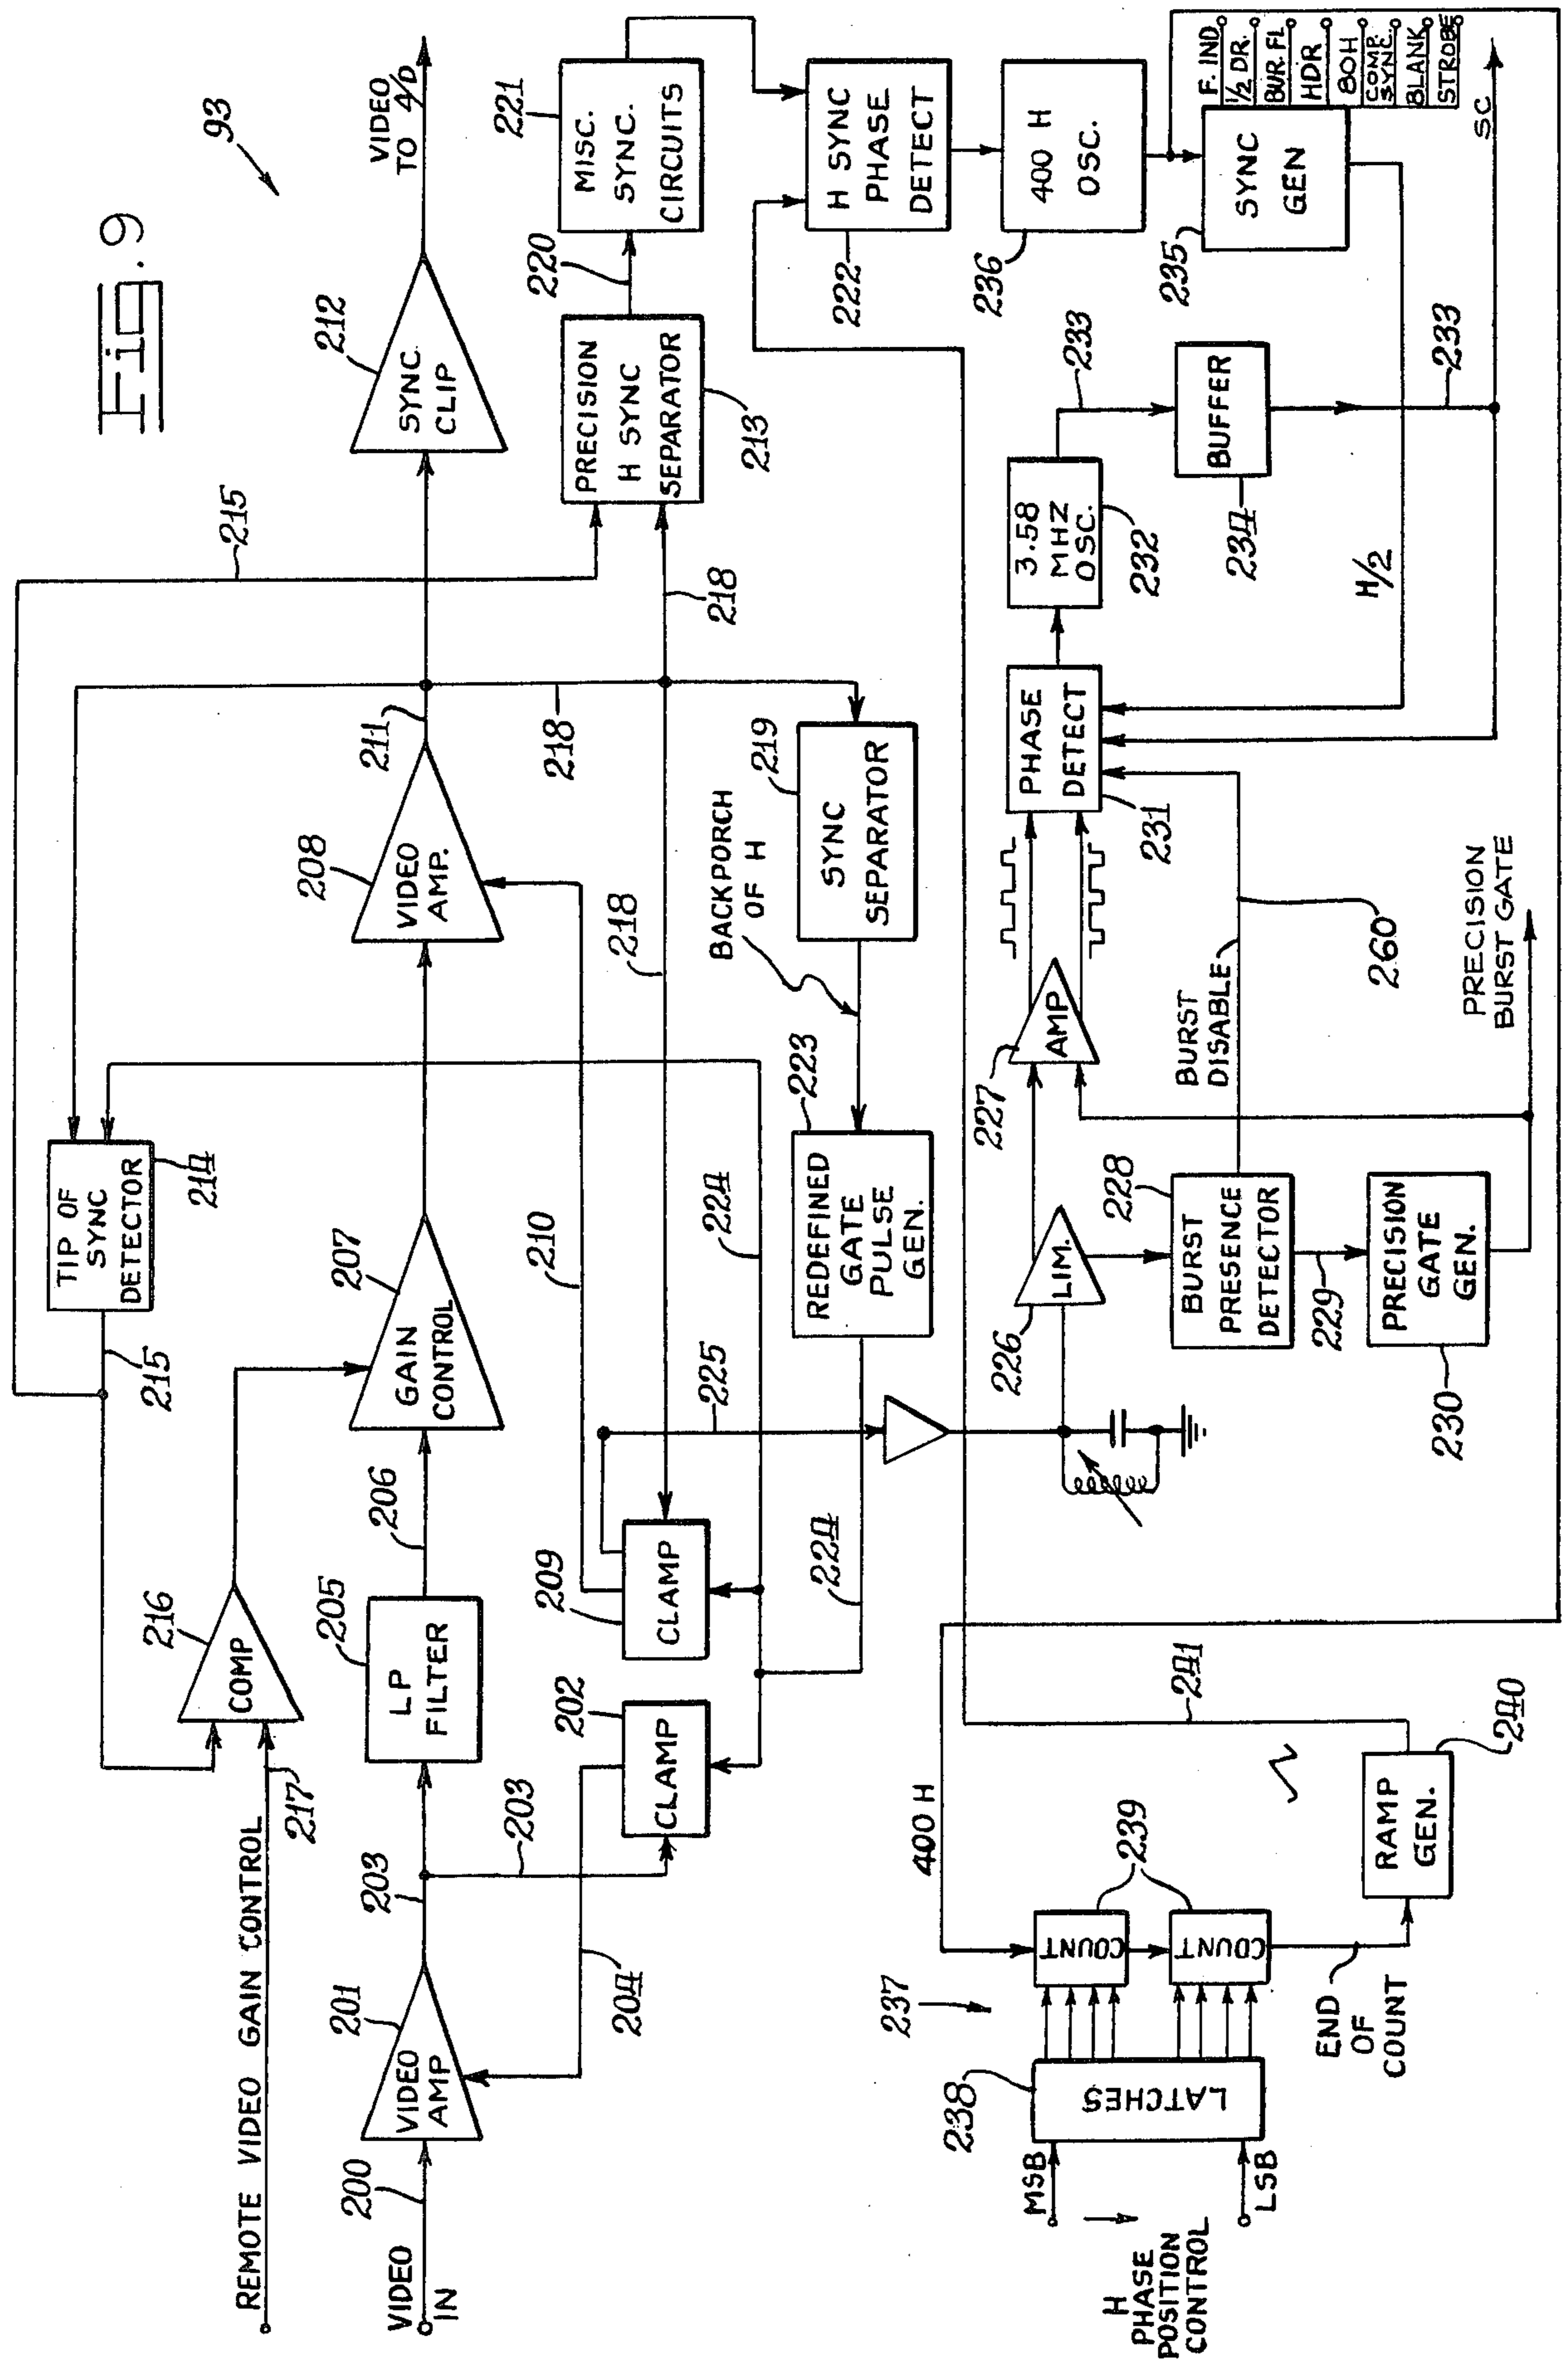 Fig. 9
93
REMOTE VIDEO GAIN CONTROL
217
VIDEO
IN
200
VIDEO
AMP
201
203
203
204
CLAMP
202
LP
FILTER
205
206
COMP
216
215
TIP OF
SYNC
DETECTOR
214
215
GAIN
CONTROL
207
VIDEO
AMP.
208
211
SYNC
CLIP
212
VIDEO
TO A/D
CLAMP
209
210
218
218
218
224
224
225
PRECISION
H SYNC
SEPARATOR
213
220
MISC.
SYNC.
CIRCUITS
221
SYNC
SEPARATOR
219
BACKPORCH
OF H
REDEFINED
GATE
PULSE
GEN.
223
H SYNC
PHASE
DETECT
222
400 H
OSC.
236
SYNC
GEN
235
F. IND
1/2 DR.
BUR. FL
HDR
80H
COMP.
SYNC.
BLANK
STROBE
SC
LIM.
226
AMP
227
BURST
PRESENCE
DETECTOR
228
229
PRECISION
GATE
GEN.
230
BURST
DISABLE
260
PRECISION
BURST GATE
PHASE
DETECT
231
3.58
MHZ
OSC.
232
233
BUFFER
234
233
H/2
H
PHASE
POSITION
CONTROL
MSB
LSB
LATCHES
238
237
COUNT
COUNT
239
400 H
END
OF
COUNT
RAMP
GEN.
240
241